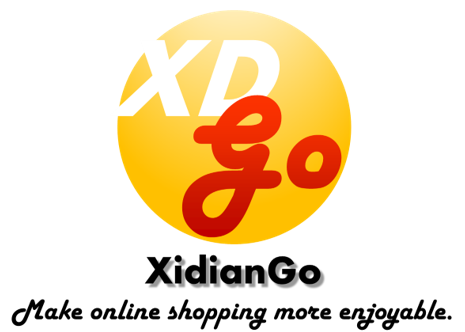 XD
Go
XidianGo
Make online shopping more enjoyable.